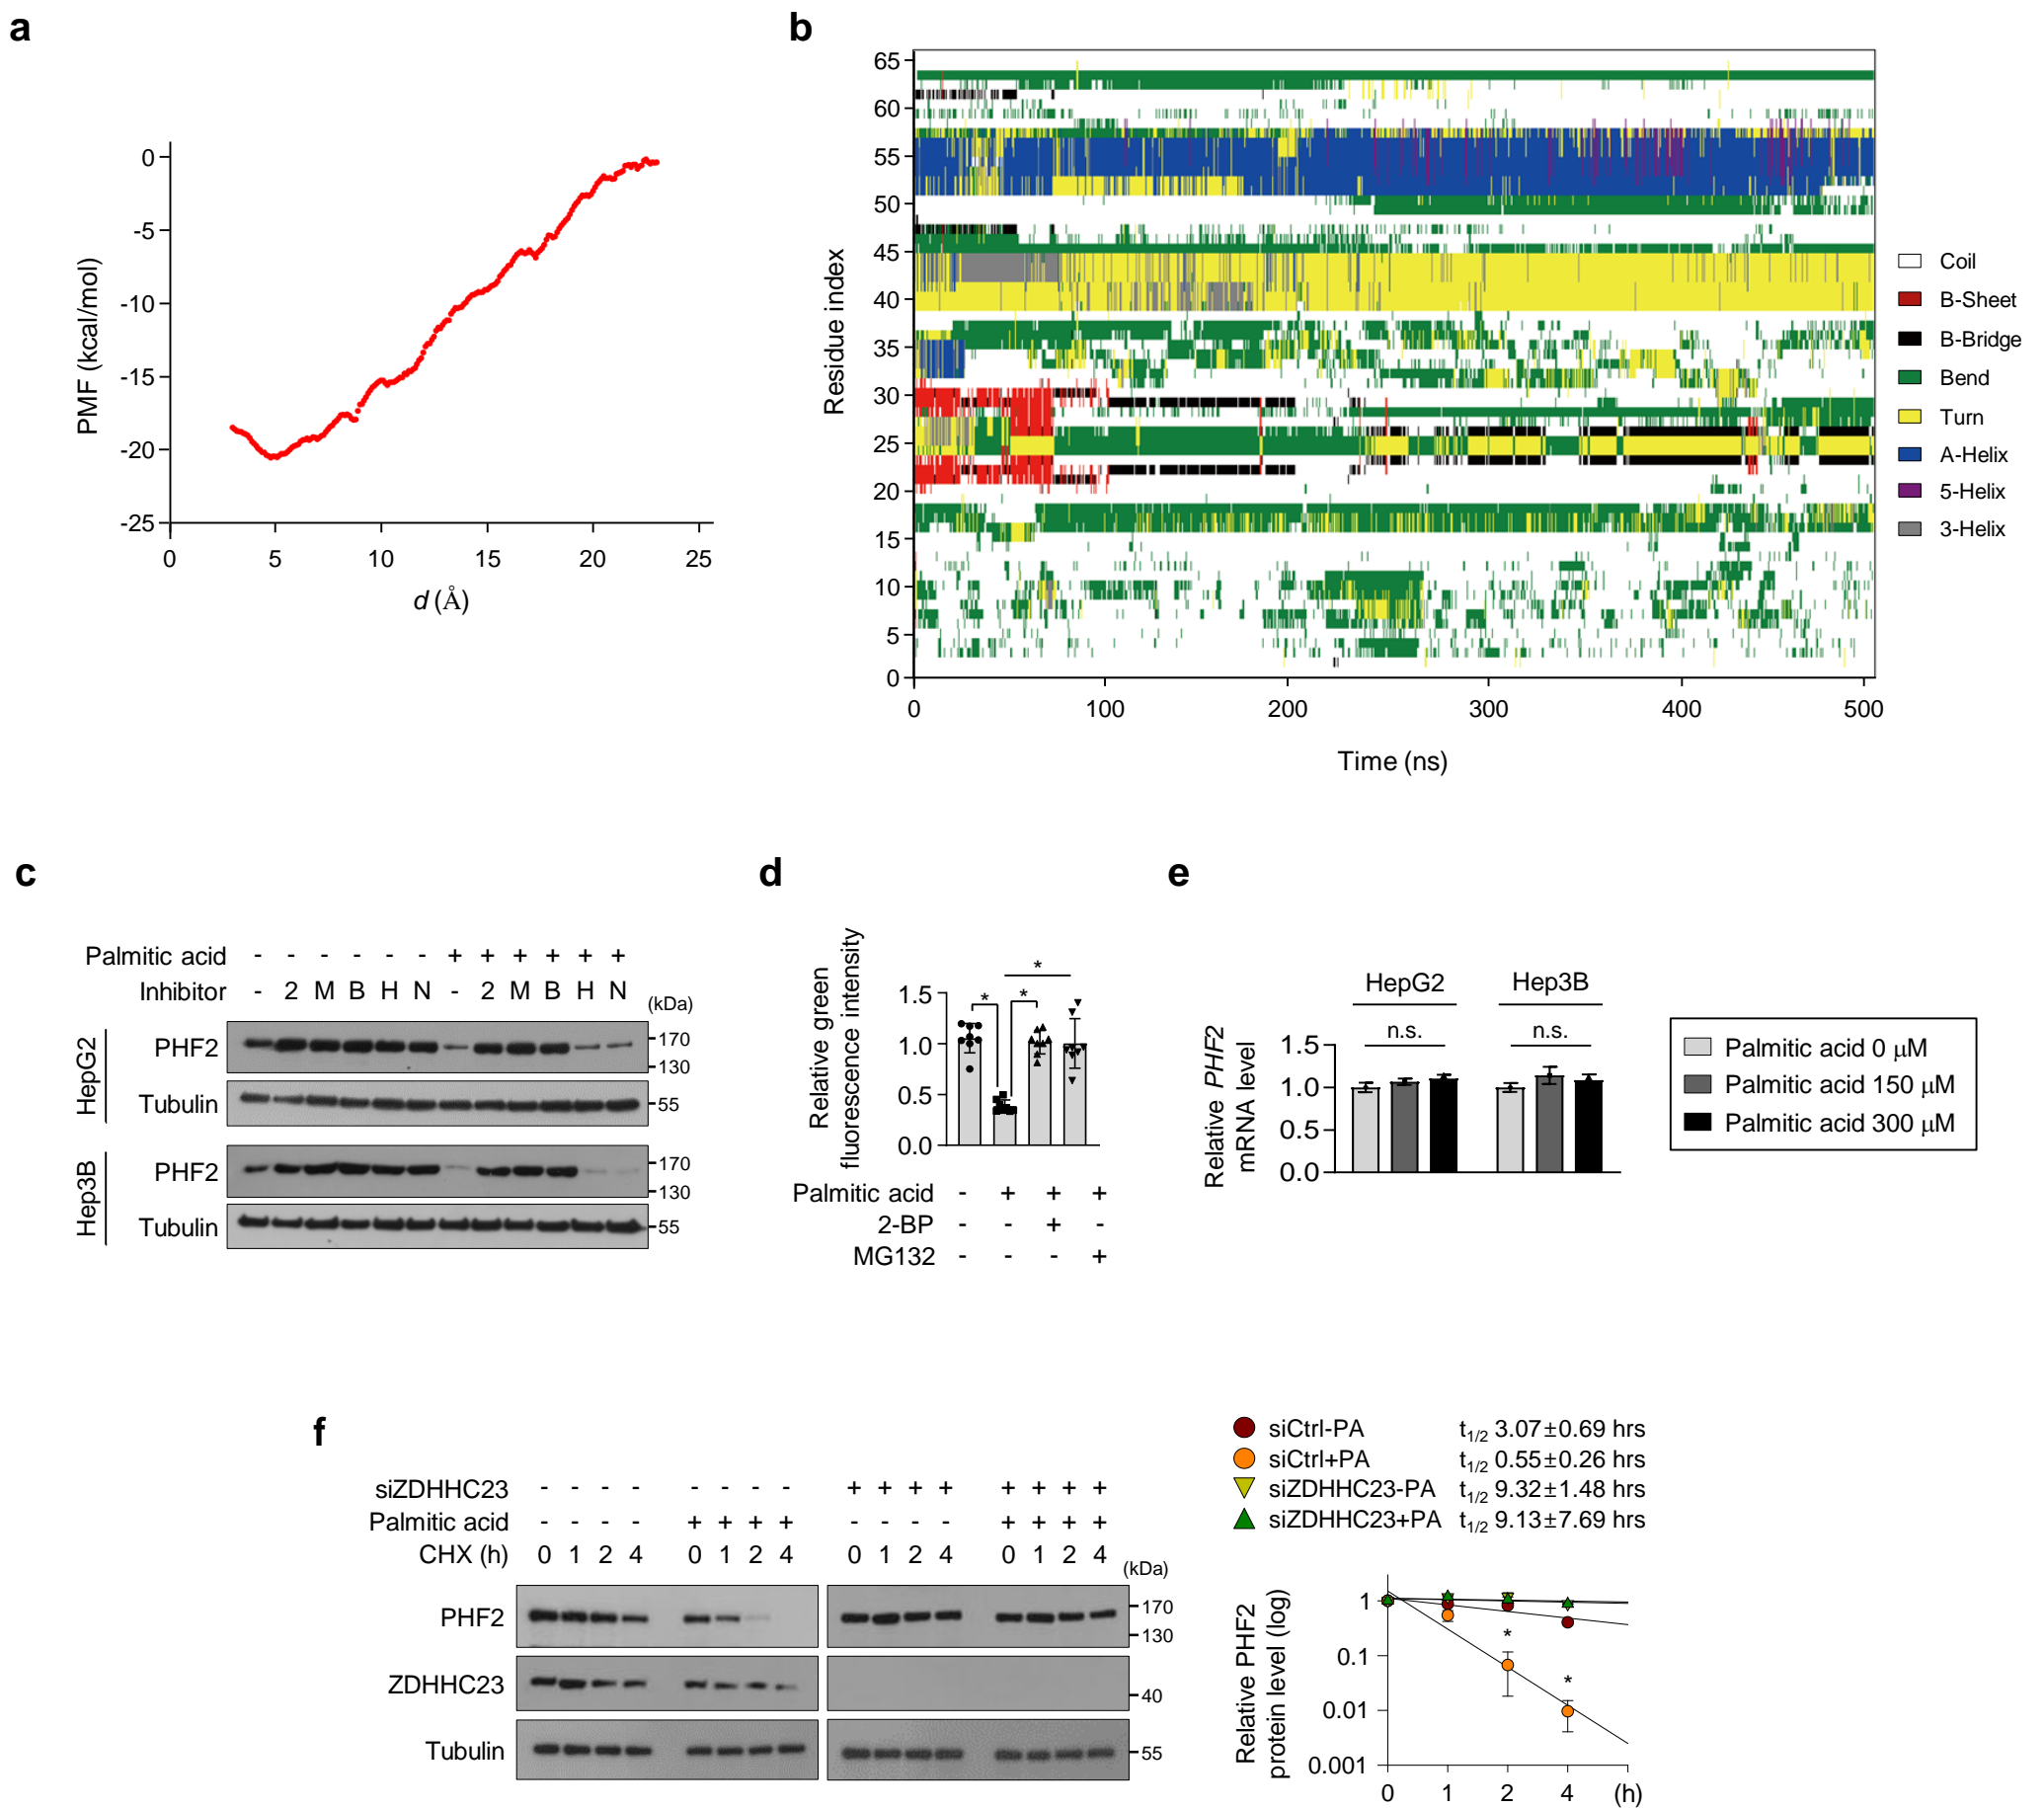 a
0
-5
-10
-15
-20
-25
0 5 10 15 20 25
PMF (kcal/mol)
d (Å)
b
65
60
55
50
45
40
35
30
25
20
15
10
5
0
0 100 200 300 400 500
Residue index
Time (ns)
Coil
B-Sheet
B-Bridge
Bend
Turn
A-Helix
5-Helix
3-Helix
c
Palmitic acid - - - - - - + + + + + +
Inhibitor - 2 M B H N - 2 M B H N
(kDa)
HepG2
PHF2 170
130
Tubulin 55
Hep3B
PHF2 170
130
Tubulin 55
d
Relative green
fluorescence intensity
1.5
1.0
0.5
0.0
* * *
Palmitic acid - + + +
2-BP - - + -
MG132 - - - +
e
HepG2 Hep3B
n.s. n.s.
Relative PHF2
mRNA level
1.5
1.0
0.5
0.0
Palmitic acid 0 μM
Palmitic acid 150 μM
Palmitic acid 300 μM
f
siZDHHC23 - - - - - - - - + + + + + + + +
Palmitic acid - - - - + + + + - - - - + + + +
CHX (h) 0 1 2 4 0 1 2 4 0 1 2 4 0 1 2 4
(kDa)
PHF2 170
130
ZDHHC23 40
Tubulin 55
siCtrl-PA t1/2 3.07±0.69 hrs
siCtrl+PA t1/2 0.55±0.26 hrs
siZDHHC23-PA t1/2 9.32±1.48 hrs
siZDHHC23+PA t1/2 9.13±7.69 hrs
Relative PHF2
protein level (log)
1
0.1
0.01
0.001
*
*
0 1 2 4 (h)